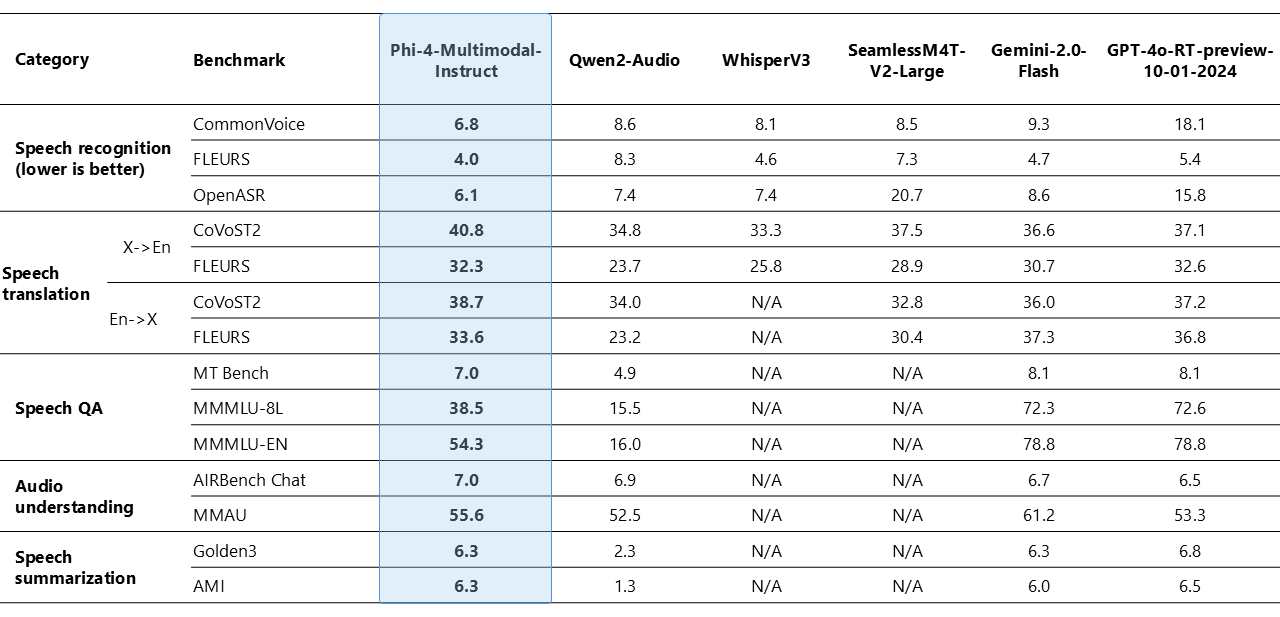 Category Benchmark Phi-4-Multimodal-Instruct Qwen2-Audio WhisperV3 SeamlessM4T-V2-Large Gemini-2.0-Flash GPT-4o-RT-preview-10-01-2024
Speech recognition
(lower is better)
CommonVoice 6.8 8.6 8.1 8.5 9.3 18.1
FLEURS 4.0 8.3 4.6 7.3 4.7 5.4
OpenASR 6.1 7.4 7.4 20.7 8.6 15.8
Speech
translation
X->En
CoVoST2 40.8 34.8 33.3 37.5 36.6 37.1
FLEURS 32.3 23.7 25.8 28.9 30.7 32.6
En->X
CoVoST2 38.7 34.0 N/A 32.8 36.0 37.2
FLEURS 33.6 23.2 N/A 30.4 37.3 36.8
Speech QA
MT Bench 7.0 4.9 N/A N/A 8.1 8.1
MMMLU-8L 38.5 15.5 N/A N/A 72.3 72.6
MMMLU-EN 54.3 16.0 N/A N/A 78.8 78.8
Audio
understanding
AIRBench Chat 7.0 6.9 N/A N/A 6.7 6.5
MMAU 55.6 52.5 N/A N/A 61.2 53.3
Speech
summarization
Golden3 6.3 2.3 N/A N/A 6.3 6.8
AMI 6.3 1.3 N/A N/A 6.0 6.5